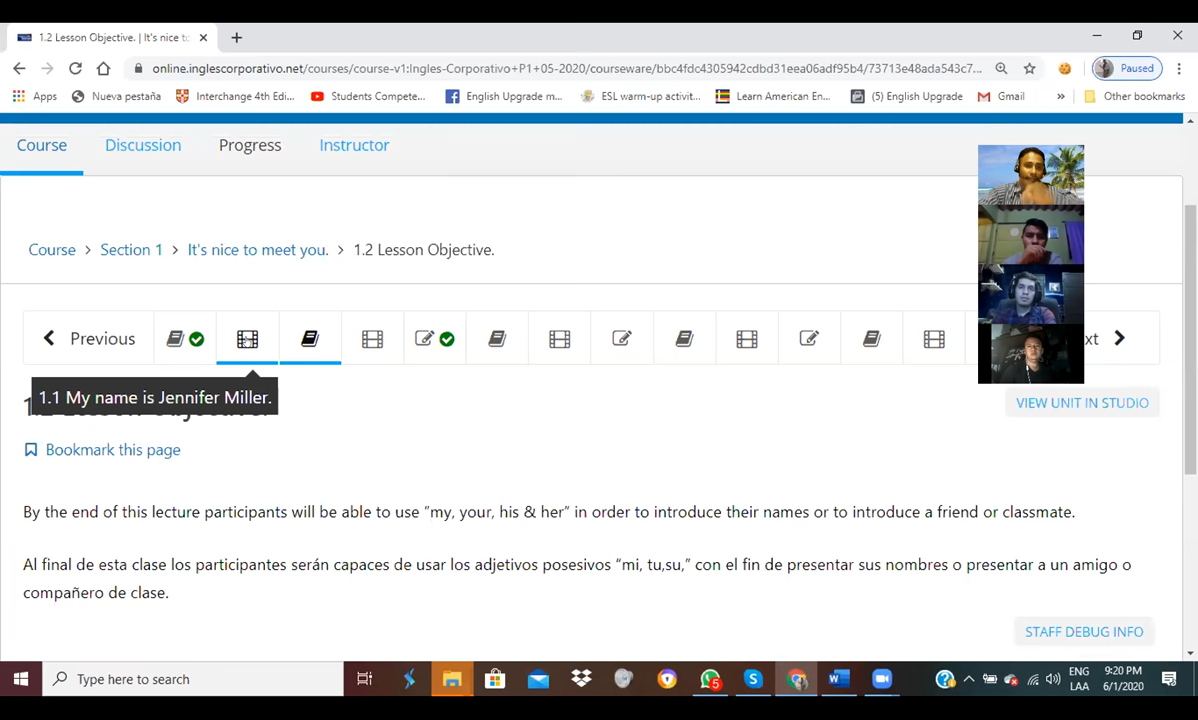 1.2 Lesson Objective. | It's nice to
online.inglescorporativo.net/courses/course-v1:Ingles-Corporativo+P1+05-2020/courseware/bbc4fdc4305942cdbd31eea06adf95b4/73713e48ada543c7...
Paused
Apps Nueva pestaña Interchange 4th Edi... Students Compete... English Upgrade m... ESL warm-up activit... Learn American En... (5) English Upgrade Gmail » Other bookmarks
Course Discussion Progress Instructor
Course > Section 1 > It's nice to meet you. > 1.2 Lesson Objective.
Previous
xt
1.1 My name is Jennifer Miller.
VIEW UNIT IN STUDIO
Bookmark this page
By the end of this lecture participants will be able to use “my, your, his & her” in order to introduce their names or to introduce a friend or classmate.
Al final de esta clase los participantes serán capaces de usar los adjetivos posesivos “mi, tu,su,” con el fin de presentar sus nombres o presentar a un amigo o
compañero de clase.
STAFF DEBUG INFO
Type here to search
5
ENG
LAA
9:20 PM
6/1/2020